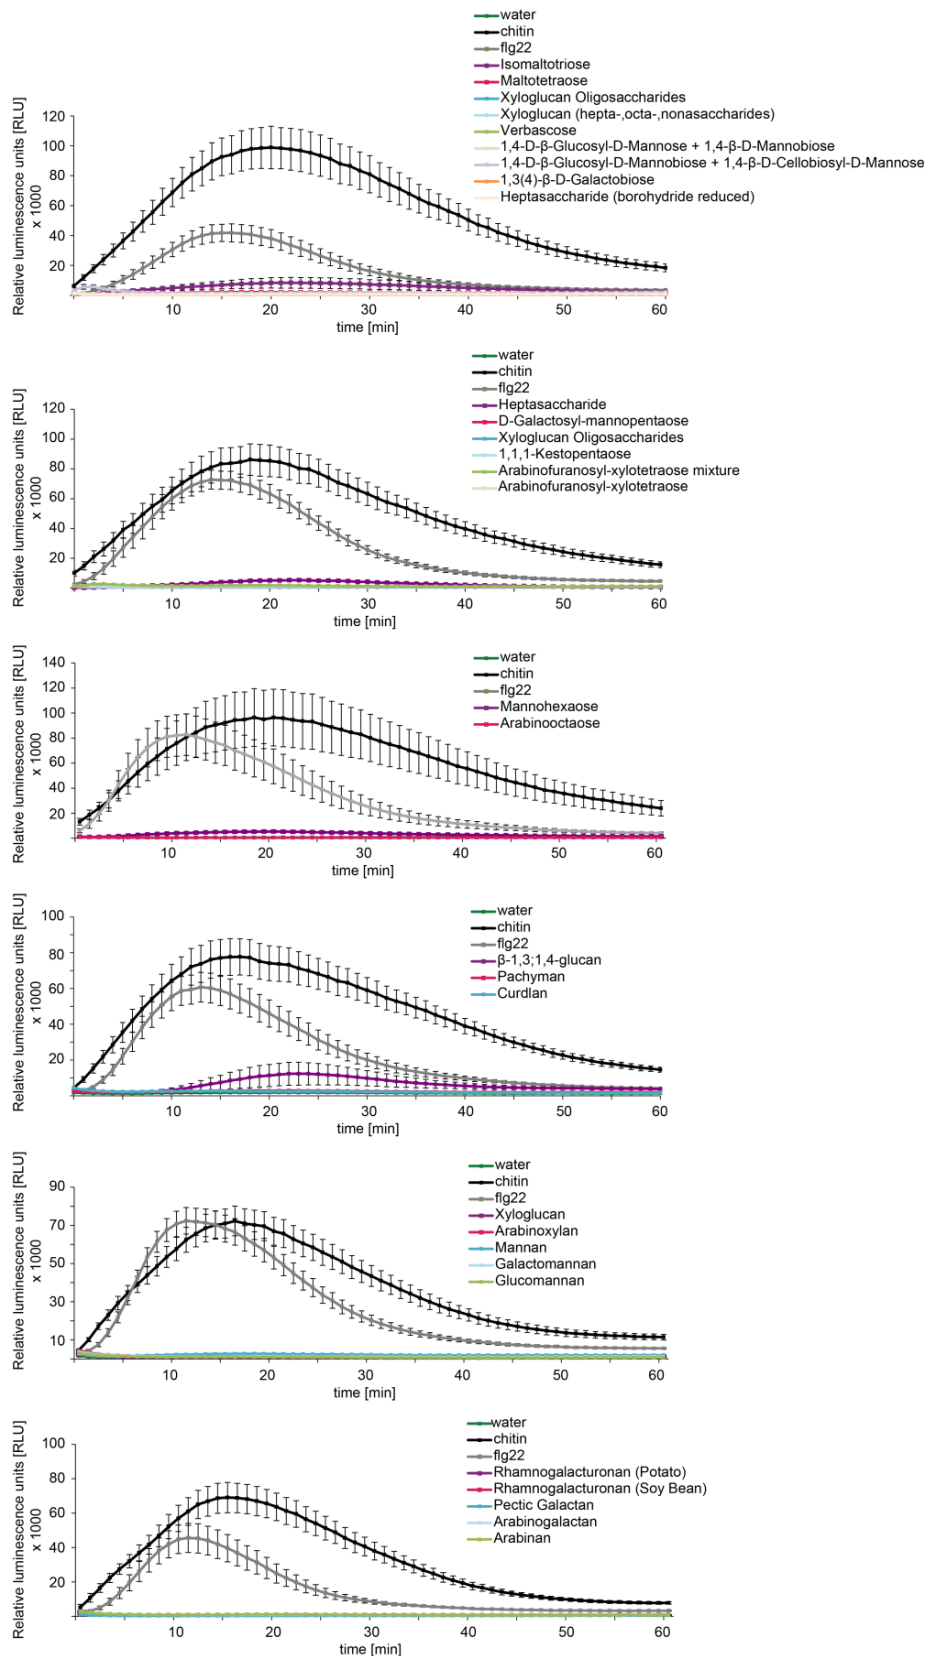 water
chitin
flg22
Isomaltotriose
Maltotetraose
Xyloglucan Oligosaccharides
Xyloglucan (hepta-,octa-,nonasaccharides)
Verbascose
1,4-D-β-Glucosyl-D-Mannose + 1,4-β-D-Mannobiose
1,4-D-β-Glucosyl-D-Mannobiose + 1,4-β-D-Cellobiosyl-D-Mannose
1,3(4)-β-D-Galactobiose
Heptasaccharide (borohydride reduced)
Relative luminescence units [RLU]
x 1000
120
100
80
60
40
20
10 20 30 40 50 60
time [min]
water
chitin
flg22
Heptasaccharide
D-Galactosyl-mannopentaose
Xyloglucan Oligosaccharides
1,1,1-Kestopentaose
Arabinofuranosyl-xylotetraose mixture
Arabinofuranosyl-xylotetraose
Relative luminescence units [RLU]
x 1000
120
100
80
60
40
20
10 20 30 40 50 60
time [min]
water
chitin
flg22
Mannohexaose
Arabinooctaose
Relative luminescence units [RLU]
x 1000
140
120
100
80
60
40
20
10 20 30 40 50 60
time [min]
water
chitin
flg22
β-1,3;1,4-glucan
Pachyman
Curdlan
Relative luminescence units [RLU]
x 1000
100
80
60
40
20
10 20 30 40 50 60
time [min]
water
chitin
flg22
Xyloglucan
Arabinoxylan
Mannan
Galactomannan
Glucomannan
Relative luminescence units [RLU]
x 1000
90
70
50
30
10
10 20 30 40 50 60
time [min]
water
chitin
flg22
Rhamnogalacturonan (Potato)
Rhamnogalacturonan (Soy Bean)
Pectic Galactan
Arabinogalactan
Arabinan
Relative luminescence units [RLU]
x 1000
100
80
60
40
20
10 20 30 40 50 60
time [min]